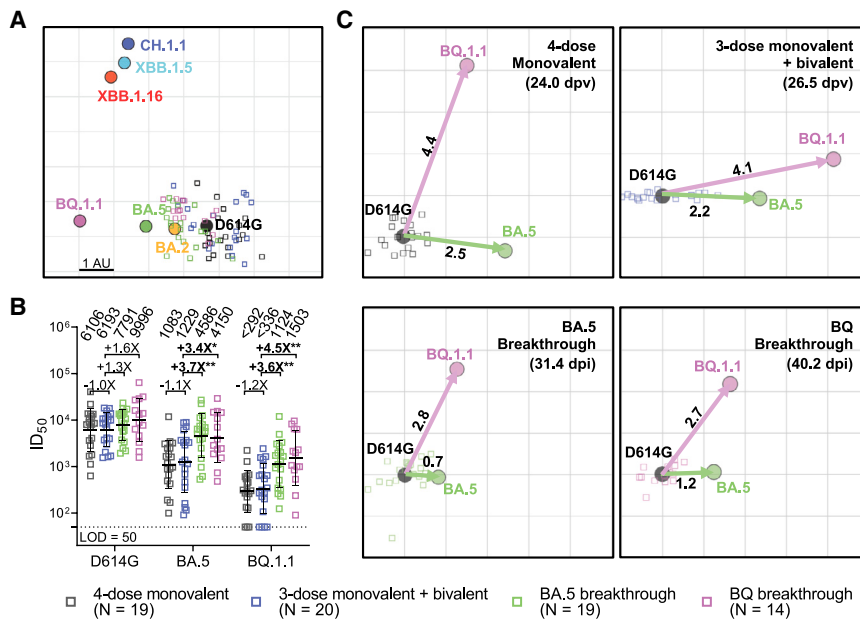 A
CH.1.1
XBB.1.5
XBB.1.16
BQ.1.1
BA.5
BA.2
D614G
1 AU
B
6106
6193
7791
9996
1083
1229
4586
4150
<292
<336
1124
1503
+1.6X
+1.3X
-1.0X
+3.4X*
+3.7X**
-1.1X
+4.5X**
+3.6X**
-1.2X
ID50
10^6
10^5
10^4
10^3
10^2
LOD = 50
D614G
BA.5
BQ.1.1
C
4-dose
Monovalent
(24.0 dpv)
BQ.1.1
4.4
D614G
2.5
BA.5
3-dose monovalent
+ bivalent
(26.5 dpv)
BQ.1.1
4.1
D614G
2.2
BA.5
BA.5
Breakthrough
(31.4 dpi)
BQ.1.1
2.8
D614G
0.7
BA.5
BQ
Breakthrough
(40.2 dpi)
BQ.1.1
2.7
D614G
1.2
BA.5
4-dose monovalent
(N = 19)
3-dose monovalent + bivalent
(N = 20)
BA.5 breakthrough
(N = 19)
BQ breakthrough
(N = 14)